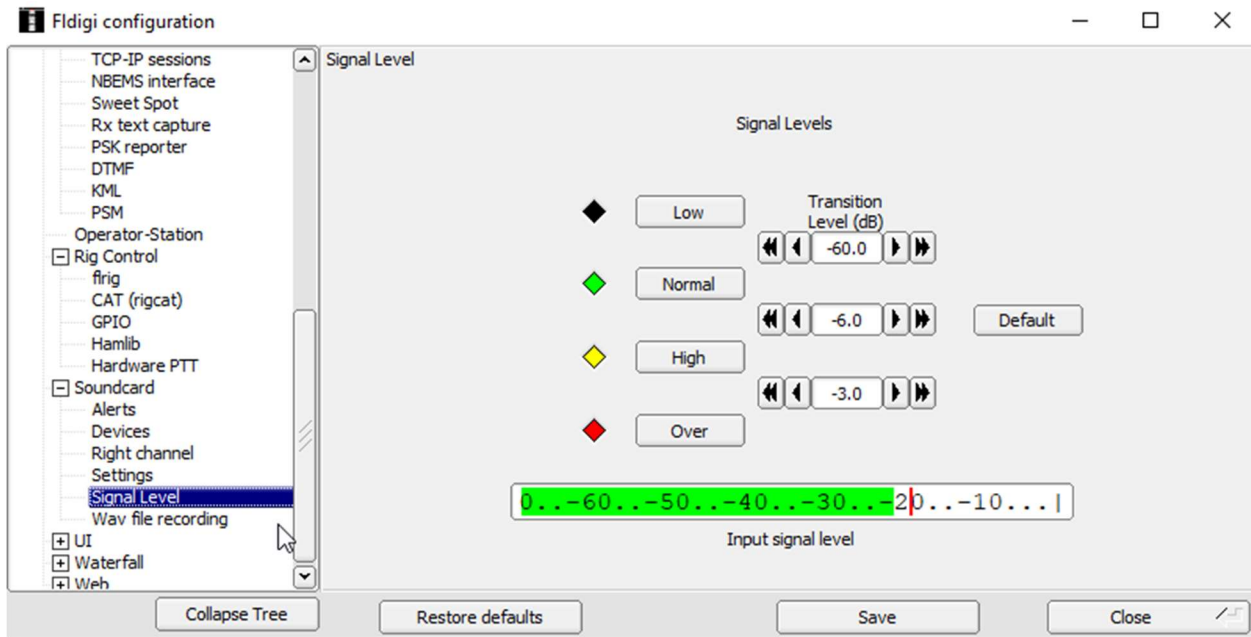 Fldigi configuration
TCP-IP sessions
NBEMS interface
Sweet Spot
Rx text capture
PSK reporter
DTMF
KML
PSM
Operator-Station
Rig Control
flrig
CAT (rigcat)
GPIO
Hamlib
Hardware PTT
Soundcard
Alerts
Devices
Right channel
Settings
Signal Level
Wav file recording
UI
Waterfall
Web
Collapse Tree
Signal Level
Signal Levels
Low
Transition
Level (dB)
-60.0
Normal
-6.0
Default
High
-3.0
Over
0..-60..-50..-40..-30..-20..-10...|
Input signal level
Restore defaults
Save
Close